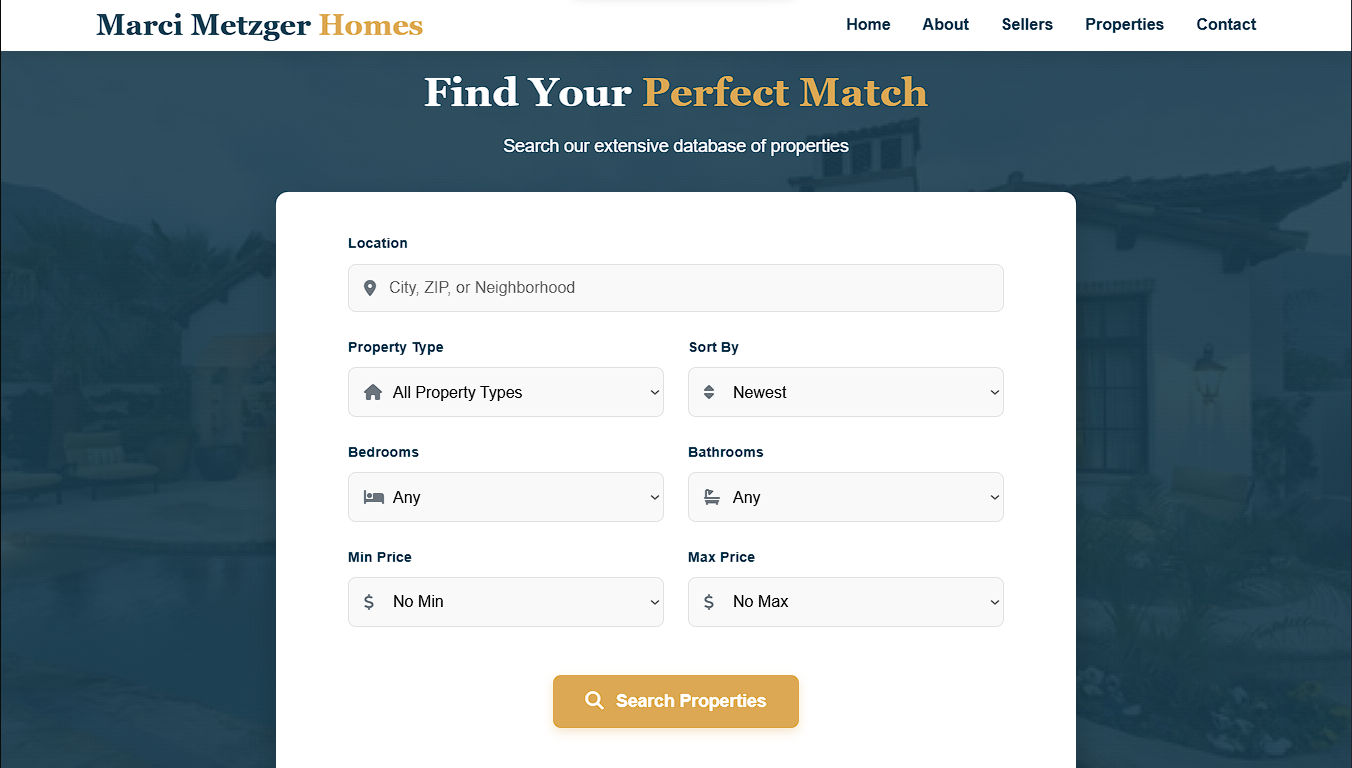 Marci Metzger Homes
Home About Sellers Properties Contact
Find Your Perfect Match
Search our extensive database of properties
Location
City, ZIP, or Neighborhood
Property Type Sort By
All Property Types Newest
Bedrooms Bathrooms
Any Any
Min Price Max Price
$ No Min $ No Max
Search Properties